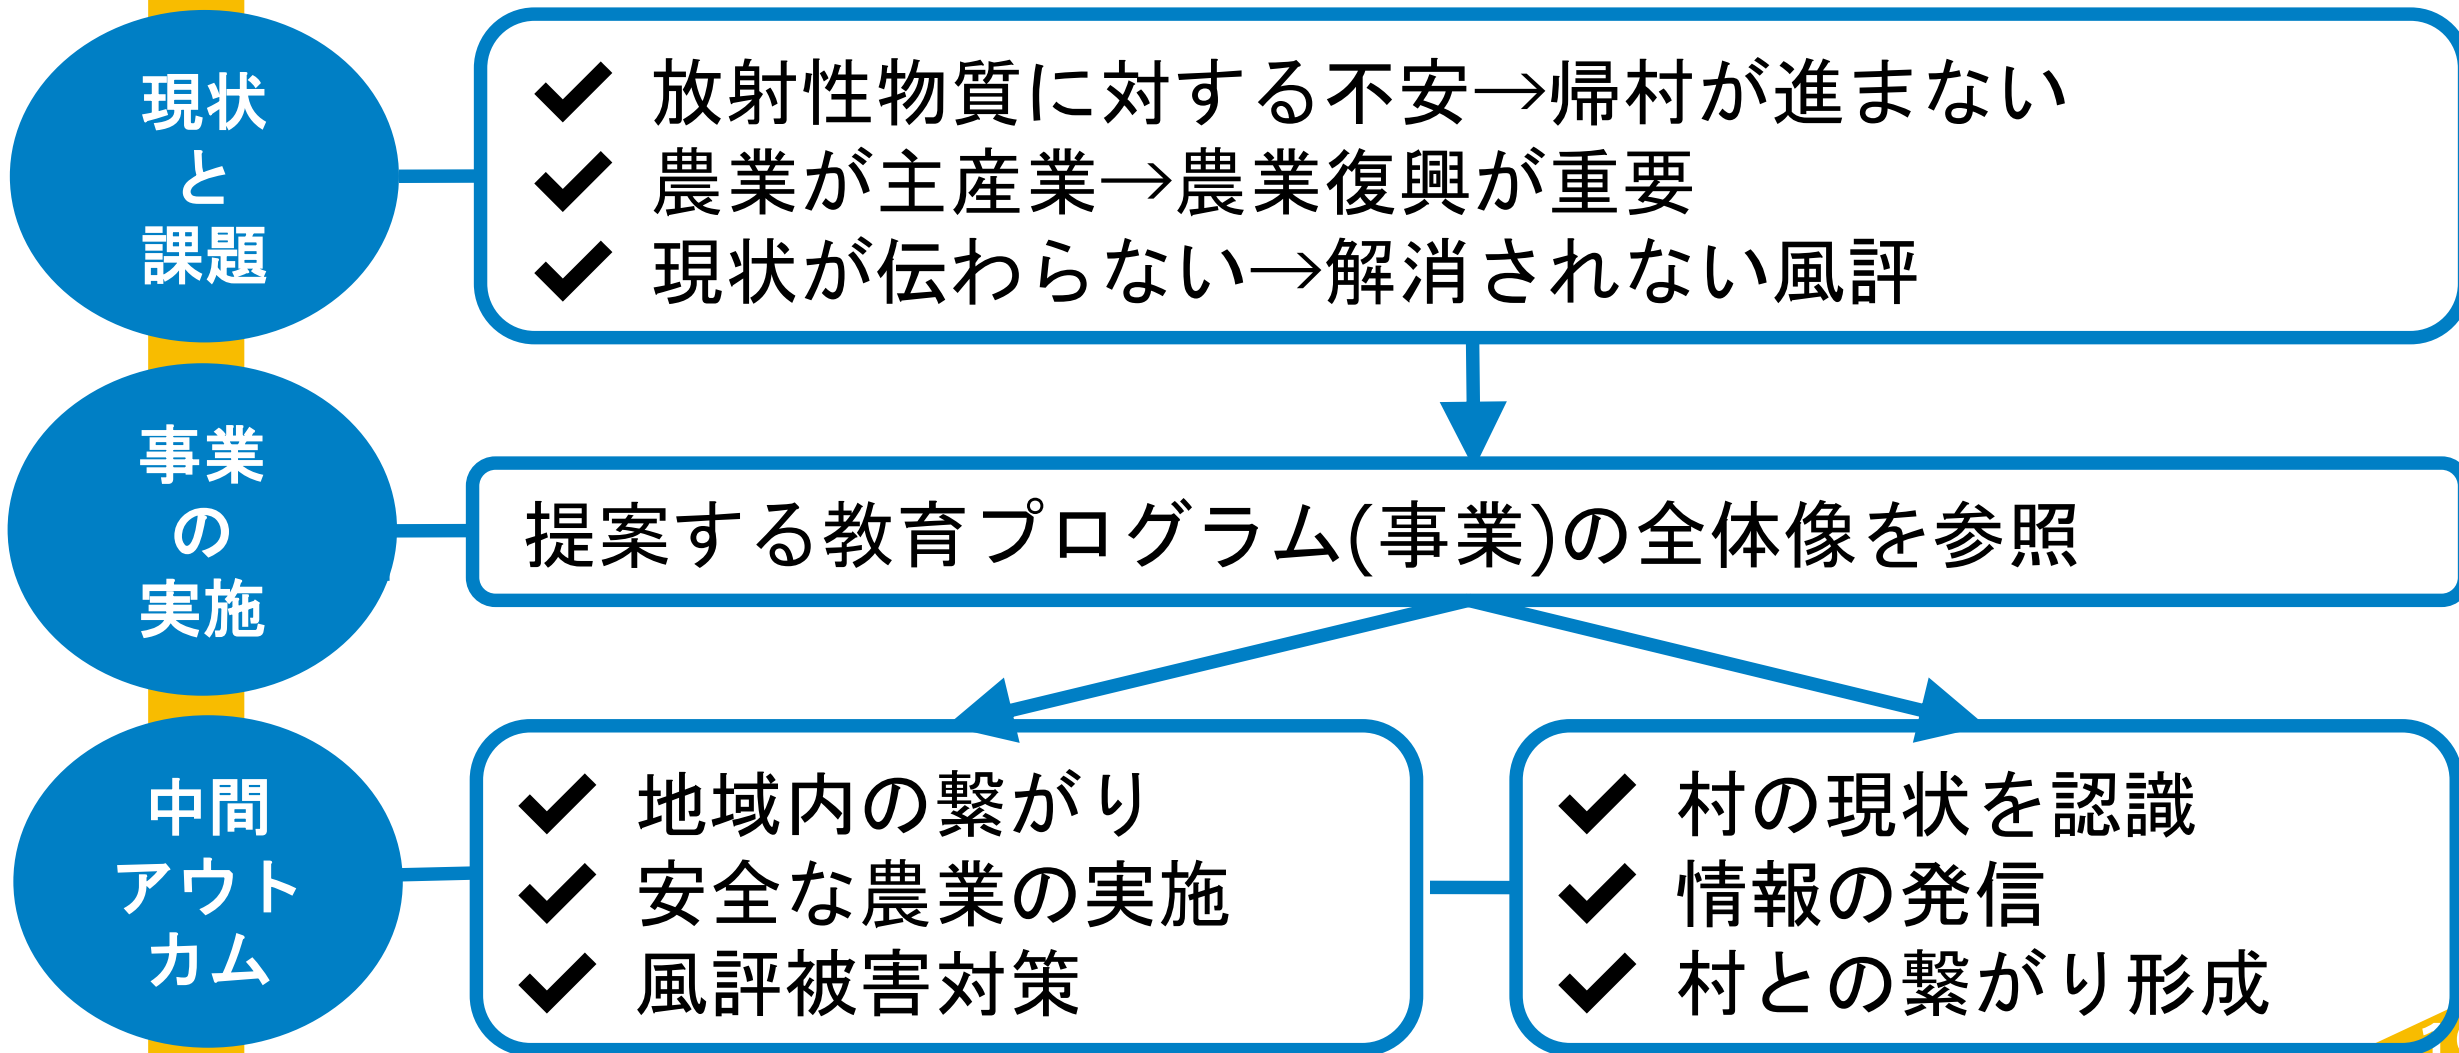 現状
と
課題
✓ 放射性物質に対する不安→帰村が進まない
✓ 農業が主産業→農業復興が重要
✓ 現状が伝わらない→解消されない風評
事業
の
実施
提案する教育プログラム(事業)の全体像を参照
中間
アウト
カム
✓ 地域内の繋がり
✓ 安全な農業の実施
✓ 風評被害対策
✓ 村の現状を認識
✓ 情報の発信
✓ 村との繋がり形成